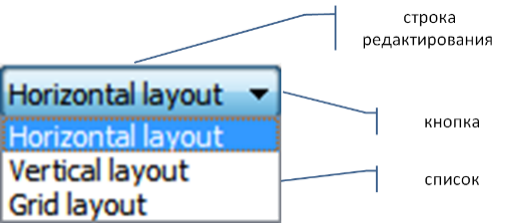 строка
редактирования
Horizontal layout
кнопка
Horizontal layout
Vertical layout
список
Grid layout